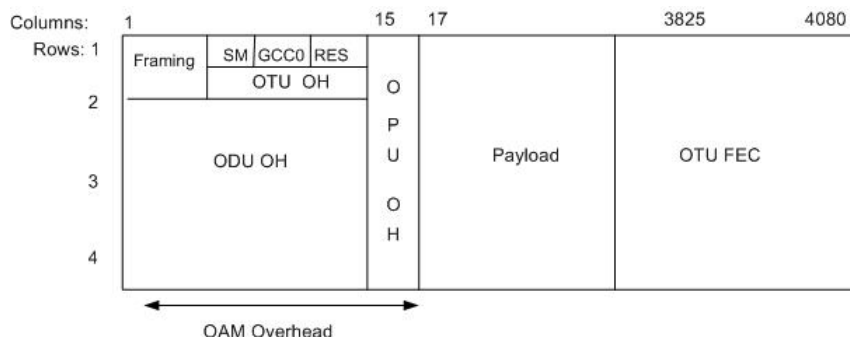 Columns: 1 15 17 3825 4080
Rows: 1
Framing SM GCC0 RES
OTU OH
2
ODU OH
3
4
O
P
U
O
H
Payload
OTU FEC
OAM Overhead